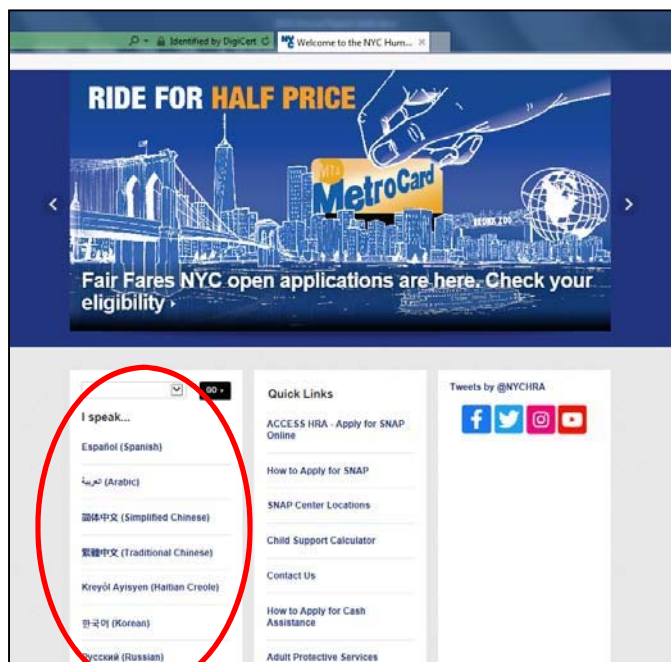 Identified by DigiCert
Welcome to the NYC Hum...
RIDE FOR HALF PRICE
MTA
MetroCard
BRONX ZOO
Fair Fares NYC open applications are here. Check your
eligibility ›
GO ›
I speak...
Español (Spanish)
العربية (Arabic)
简体中文 (Simplified Chinese)
繁體中文 (Traditional Chinese)
Kreyòl Ayisyen (Haitian Creole)
한국어 (Korean)
Русский (Russian)
Quick Links
ACCESS HRA - Apply for SNAP
Online
How to Apply for SNAP
SNAP Center Locations
Child Support Calculator
Contact Us
How to Apply for Cash
Assistance
Adult Protective Services
Tweets by @NYCHRA